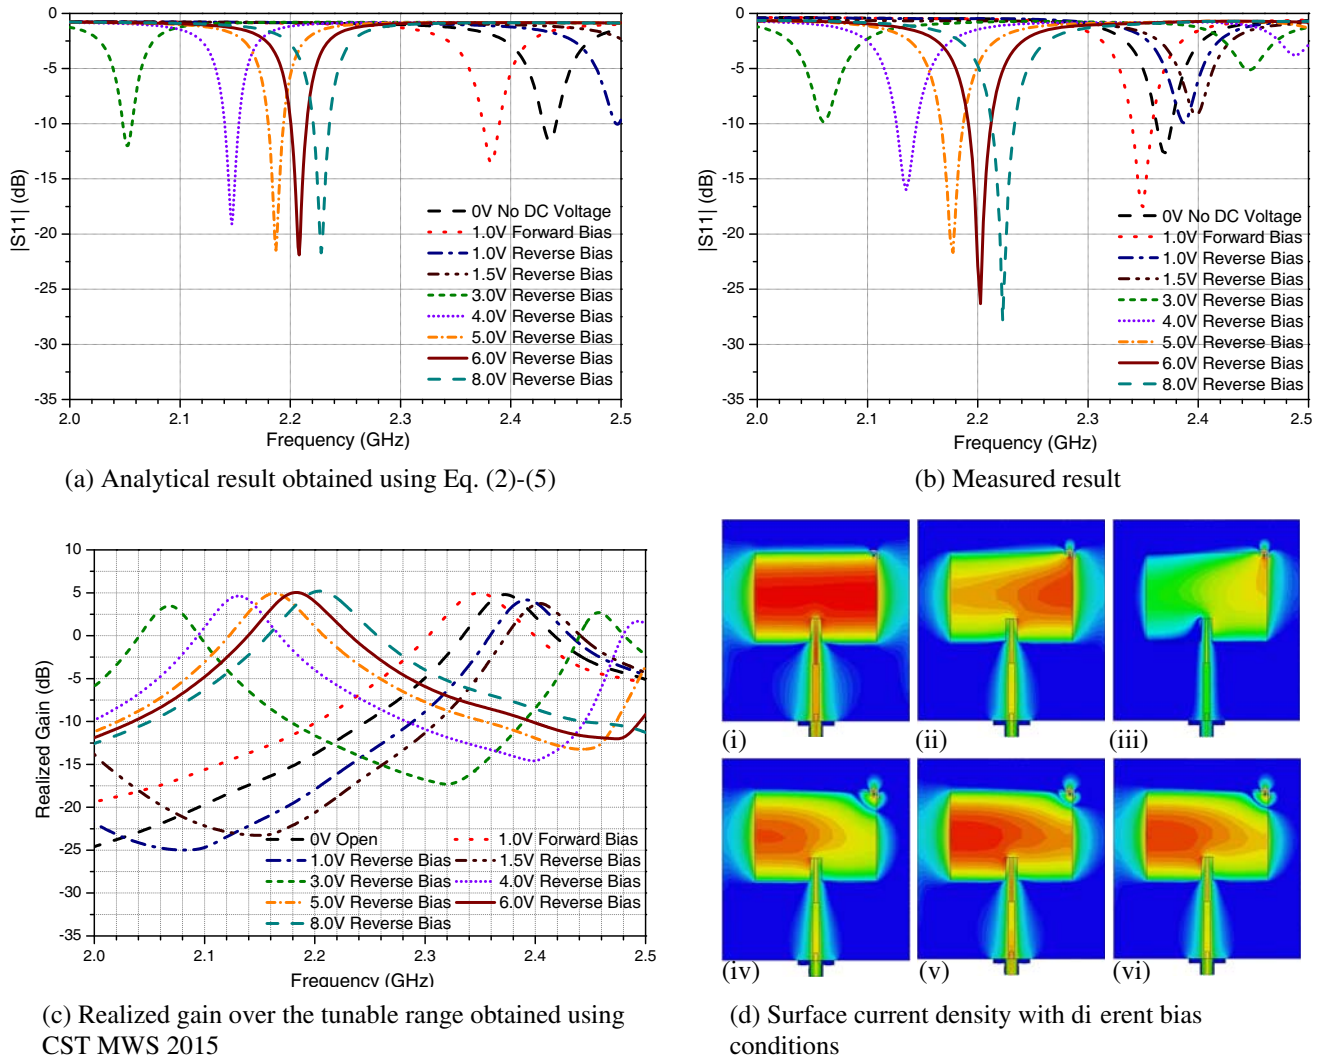 (a)
0
-5
-10
-15
-20
-25
-30
-35
|S11| (dB)
0V No DC Voltage
1.0V Forward Bias
1.0V Reverse Bias
1.5V Reverse Bias
3.0V Reverse Bias
4.0V Reverse Bias
5.0V Reverse Bias
6.0V Reverse Bias
8.0V Reverse Bias
2.0 2.1 2.2 2.3 2.4 2.5
Frequency (GHz)
(a) Analytical result obtained using Eq. (2)-(5)
(b)
0
-5
-10
-15
-20
-25
-30
-35
|S11| (dB)
0V No DC Voltage
1.0V Forward Bias
1.0V Reverse Bias
1.5V Reverse Bias
3.0V Reverse Bias
4.0V Reverse Bias
5.0V Reverse Bias
6.0V Reverse Bias
8.0V Reverse Bias
2.0 2.1 2.2 2.3 2.4 2.5
Frequency (GHz)
(b) Measured result
10
5
0
-5
-10
-15
-20
-25
-30
-35
Realized Gain (dB)
0V Open 1.0V Forward Bias
1.0V Reverse Bias 1.5V Reverse Bias
3.0V Reverse Bias 4.0V Reverse Bias
5.0V Reverse Bias 6.0V Reverse Bias
8.0V Reverse Bias
2.0 2.1 2.2 2.3 2.4 2.5
Frequency (GHz)
(c) Realized gain over the tunable range obtained using
CST MWS 2015
(i) (ii) (iii)
(iv) (v) (vi)
(d) Surface current density with di erent bias
conditions